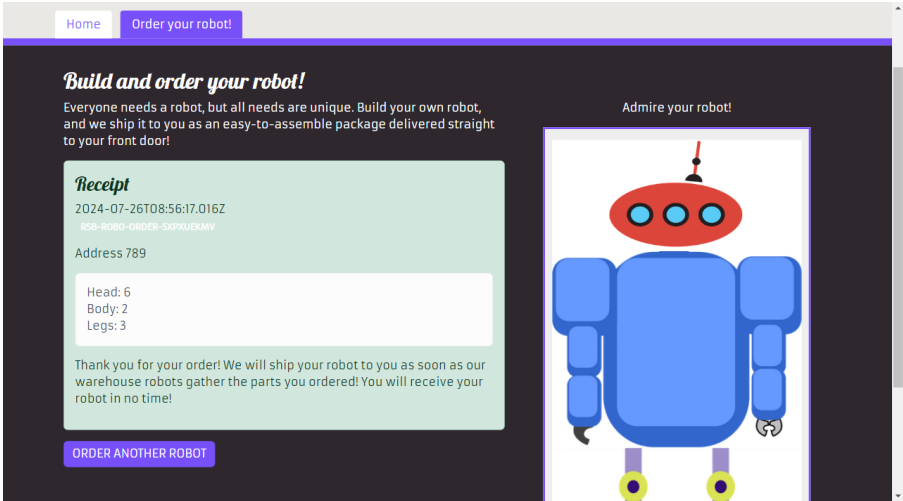 Home
Order your robot!
Build and order your robot!
Everyone needs a robot, but all needs are unique. Build your own robot,
and we ship it to you as an easy-to-assemble package delivered straight
to your front door!
Receipt
2024-07-26T08:56:17.016Z
RSB-ROBO-ORDER-5XPXUEKMV
Address 789
Head: 6
Body: 2
Legs: 3
Thank you for your order! We will ship your robot to you as soon as our
warehouse robots gather the parts you ordered! You will receive your
robot in no time!
ORDER ANOTHER ROBOT
Admire your robot!